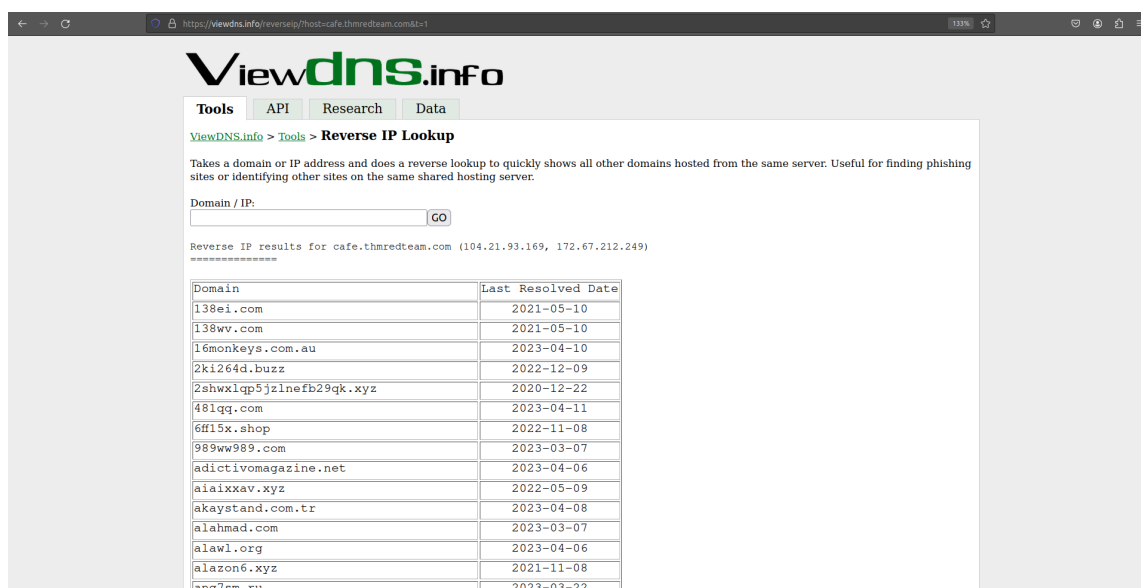 https://viewdns.info/reverseip/?host=cafe.thmredteam.com&t=1
133%
Viewdns.info
Tools API Research Data
ViewDNS.info > Tools > Reverse IP Lookup
Takes a domain or IP address and does a reverse lookup to quickly shows all other domains hosted from the same server. Useful for finding phishing
sites or identifying other sites on the same shared hosting server.
Domain / IP:
GO
Reverse IP results for cafe.thmredteam.com (104.21.93.169, 172.67.212.249)
==============
Domain Last Resolved Date
138ei.com 2021-05-10
138wv.com 2021-05-10
16monkeys.com.au 2023-04-10
2ki264d.buzz 2022-12-09
2shwxlqp5jzlnefb29qk.xyz 2020-12-22
481qq.com 2023-04-11
6ff15x.shop 2022-11-08
989ww989.com 2023-03-07
adictivomagazine.net 2023-04-06
aiaixxav.xyz 2022-05-09
akaystand.com.tr 2023-04-08
alahmad.com 2023-03-07
alawl.org 2023-04-06
alazon6.xyz 2021-11-08
2023-03-22